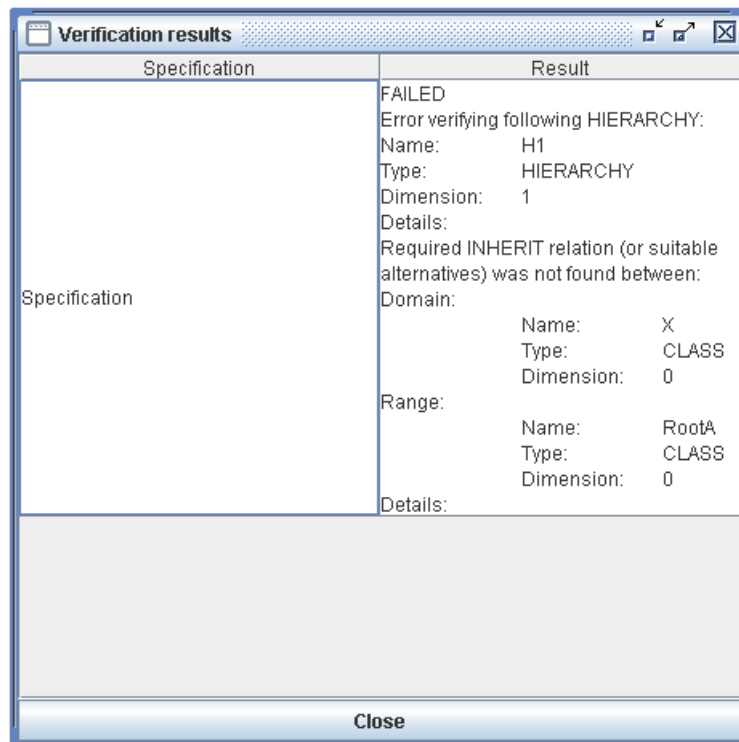 Verification results
Specification Result
Specification
FAILED
Error verifying following HIERARCHY:
Name: H1
Type: HIERARCHY
Dimension: 1
Details:
Required INHERIT relation (or suitable
alternatives) was not found between:
Domain:
Name: X
Type: CLASS
Dimension: 0
Range:
Name: RootA
Type: CLASS
Dimension: 0
Details:
Close